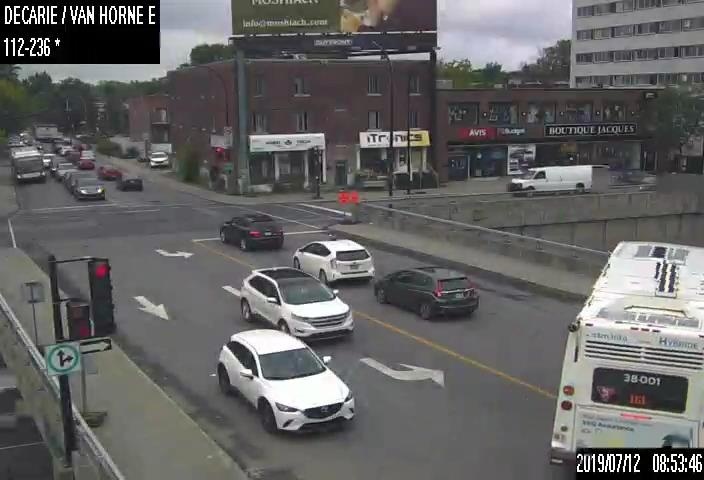 DECARIE / VAN HORNE E
112-236 *
MOSHIACH
info@moshiach.com
OUTFRONT
iTronics
AVIS
Budget
BOUTIQUE JACQUES
stm.info
HYBRIDE
38-001
161
2019/07/12 08:53:46